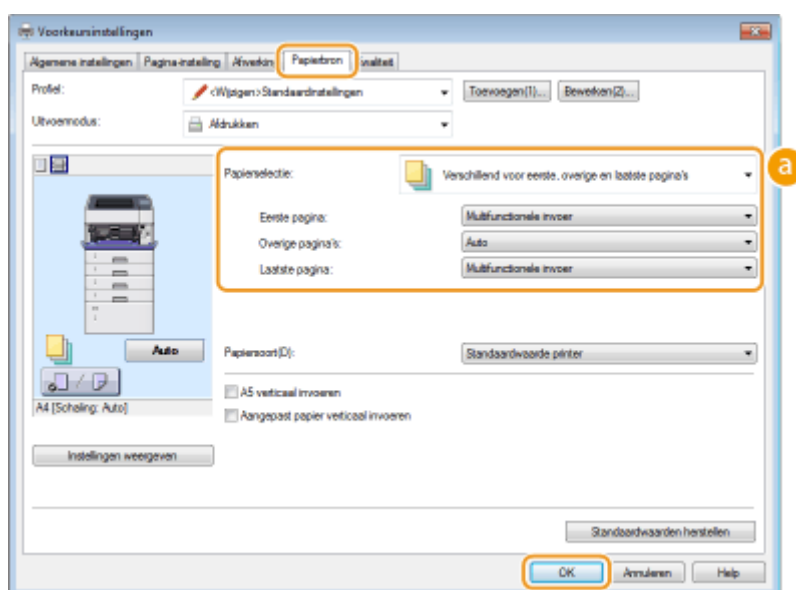 Voorkeursinstellingen
Algemene instellingen Pagina-instelling Afwerking Papierbron Kwaliteit
Profiel: <Wijzigen>Standaardinstellingen Toevoegen(1)... Bewerken(2)...
Uitvoermodus: Afdrukken
Papierselectie: Verschillend voor eerste, overige en laatste pagina's
a
Eerste pagina: Multifunctionele invoer
Overige pagina's: Auto
Laatste pagina: Multifunctionele invoer
Auto
Papiersoort(D): Standaardwaarde printer
A4 [Schaling: Auto]
A5 verticaal invoeren
Aangepast papier verticaal invoeren
Instellingen weergeven
Standaardwaarden herstellen
OK Annuleren Help